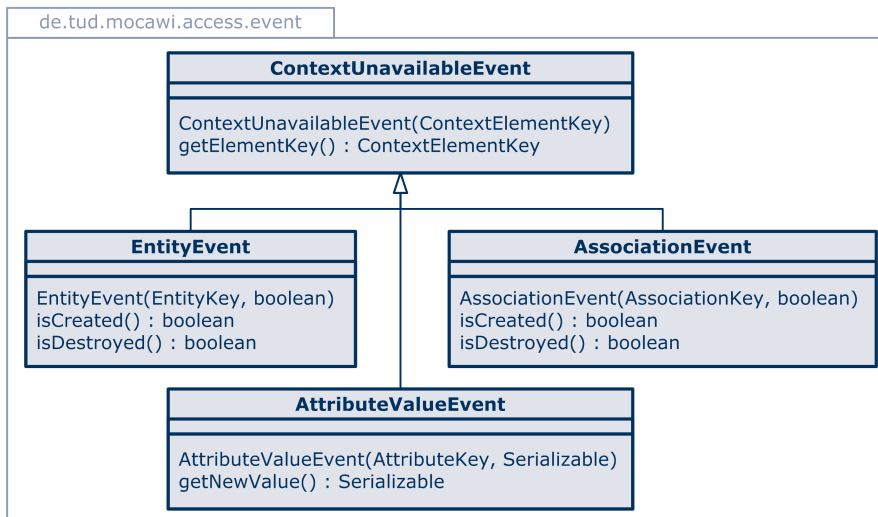 de.tud.mocawi.access.event
ContextUnavailableEvent
ContextUnavailableEvent(ContextElementKey)
getElementKey() : ContextElementKey
EntityEvent
EntityEvent(EntityKey, boolean)
isCreated() : boolean
isDestroyed() : boolean
AssociationEvent
AssociationEvent(AssociationKey, boolean)
isCreated() : boolean
isDestroyed() : boolean
AttributeValueEvent
AttributeValueEvent(AttributeKey, Serializable)
getNewValue() : Serializable